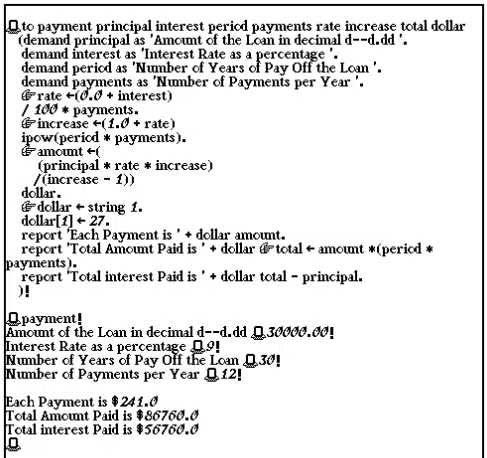 to payment principal interest period payments rate increase total dollar
(demand principal as 'Amount of the Loan in decimal d--d.dd '.
demand interest as 'Interest Rate as a percentage '.
demand period as 'Number of Years of Pay Off the Loan '.
demand payments as 'Number of Payments per Year '.
☞rate ←(0.0 + interest)
/ 100 * payments.
☞increase ←(1.0 + rate)
ipow(period * payments).
☞amount ←(
(principal * rate * increase)
/(increase - 1))
dollar.
☞dollar ← string 1.
dollar[1] ← 27.
report 'Each Payment is ' + dollar amount.
report 'Total Amount Paid is ' + dollar ☞total ← amount *(period *
payments).
report 'Total interest Paid is ' + dollar total - principal.
)!
payment!
Amount of the Loan in decimal d--d.dd 30000.00!
Interest Rate as a percentage 9!
Number of Years of Pay Off the Loan 30!
Number of Payments per Year 12!
Each Payment is $241.0
Total Amount Paid is $86760.0
Total interest Paid is $56760.0